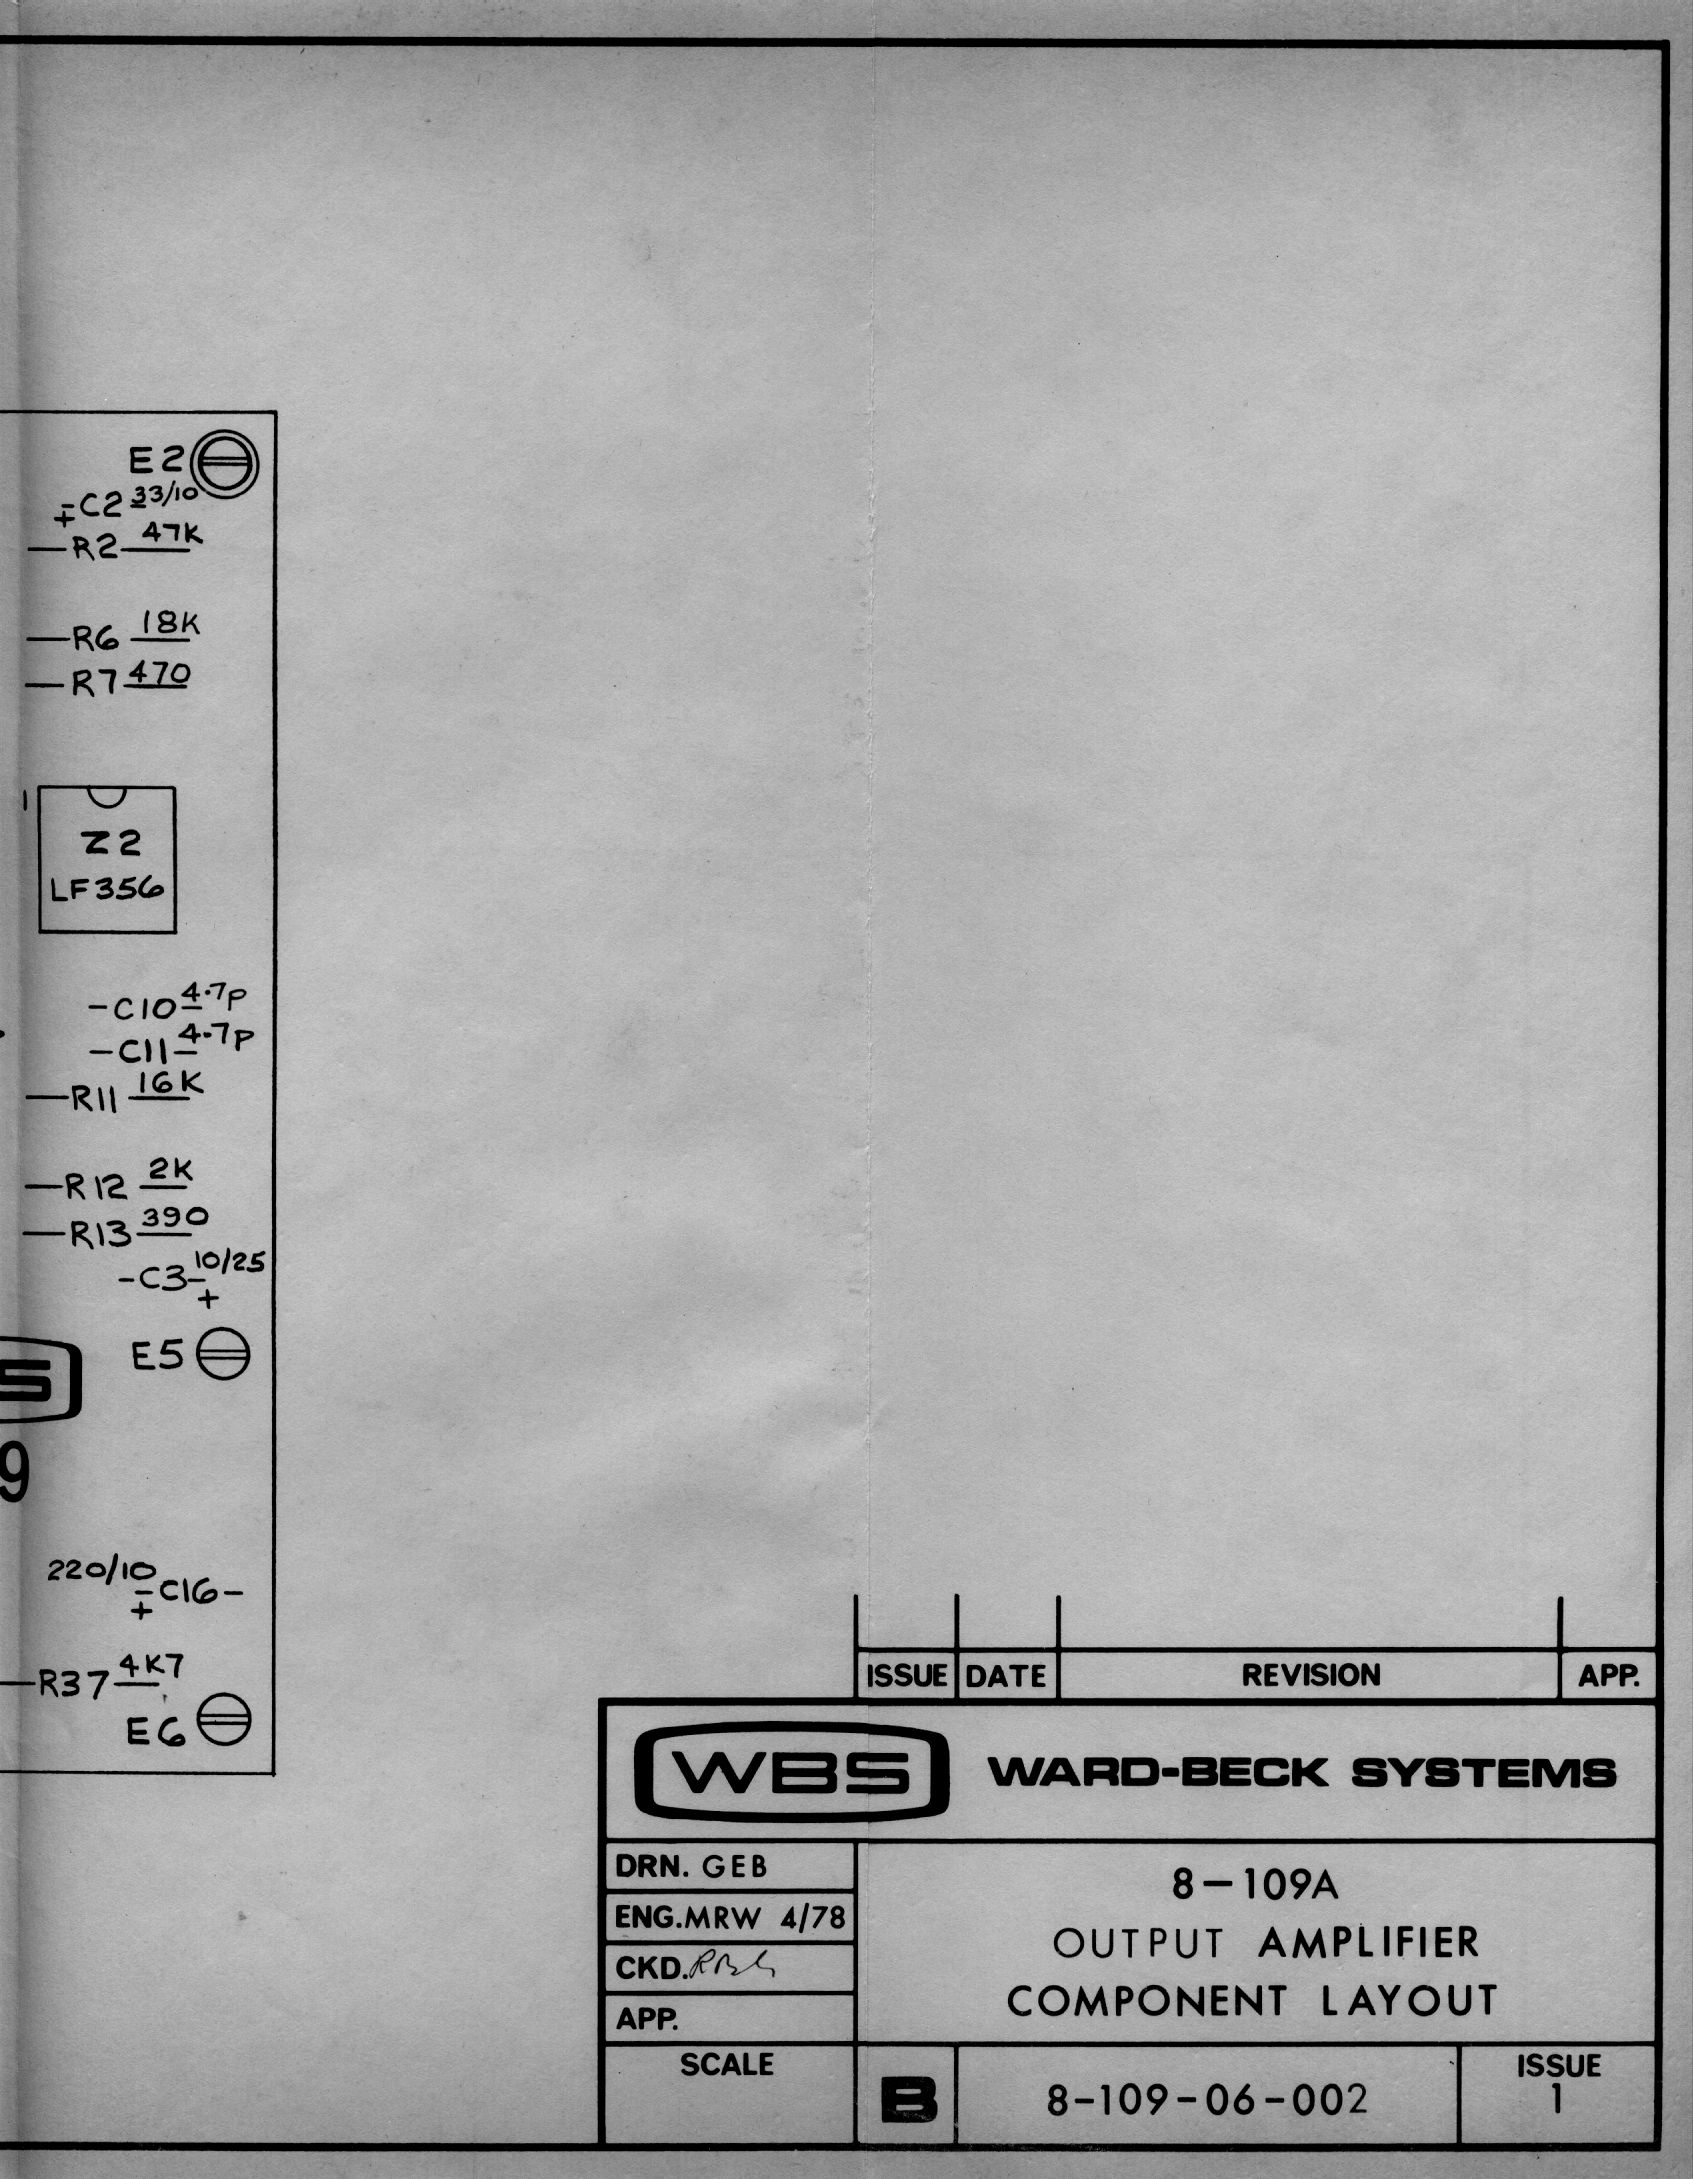 E2
C2 33/10
+
R2 47K
R6 18K
R7 470
1
Z2
LF356
C10 4.7p
C11 4.7p
R11 16K
R12 2K
R13 390
C3 10/25
+
E5
S
9
220/10
C16
+
R37 4K7
E6
ISSUE DATE REVISION APP.
WBS WARD-BECK SYSTEMS
DRN. GEB
ENG. MRW 4/78
CKD.
APP.
8-109A
OUTPUT AMPLIFIER
COMPONENT LAYOUT
SCALE
B
8-109-06-002
ISSUE
1